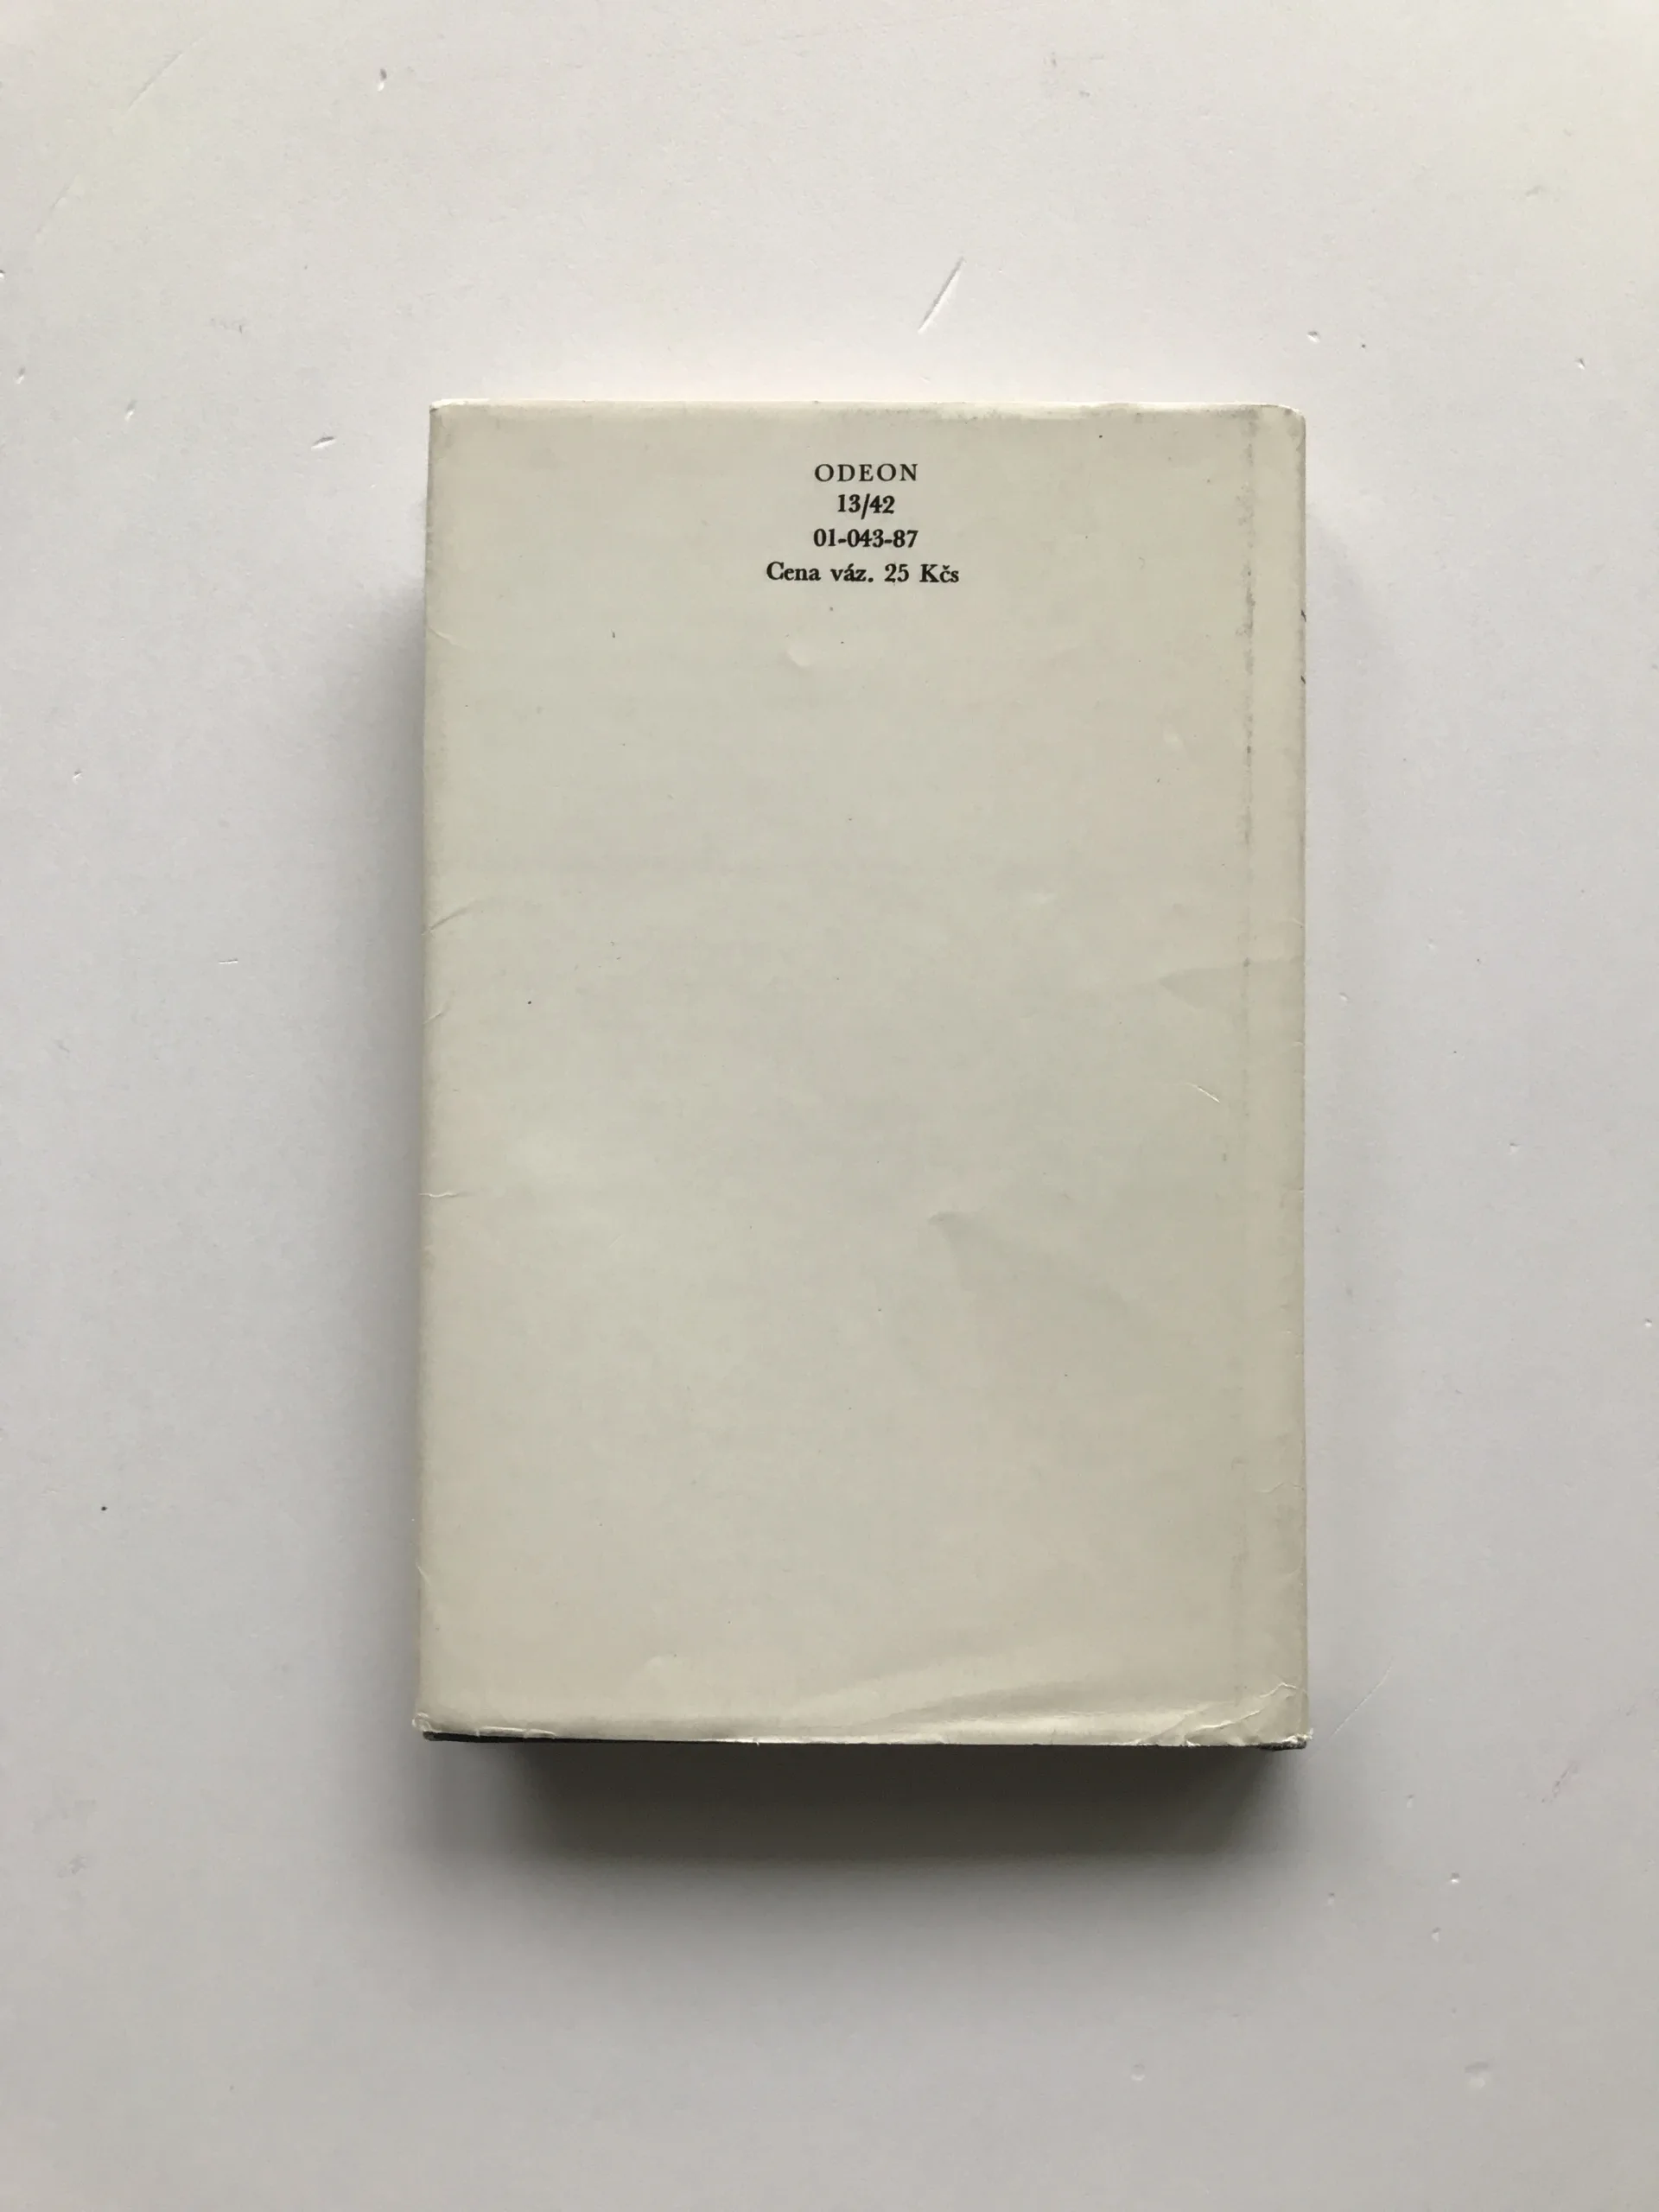 ODEON
13/42
01-043-87
Cena váz. 25 Kčs